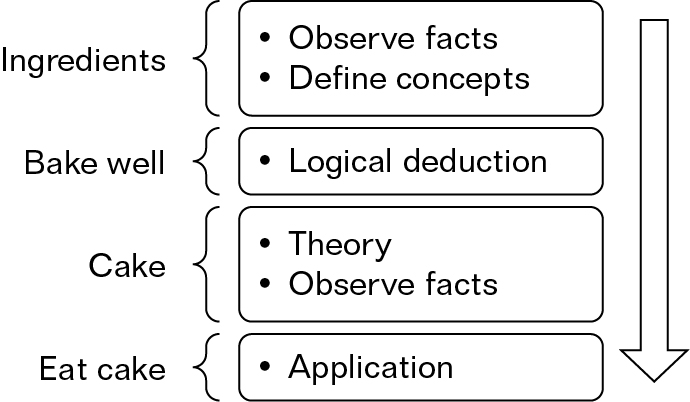 Ingredients
• Observe facts
• Define concepts
Bake well
• Logical deduction
Cake
• Theory
• Observe facts
Eat cake
• Application